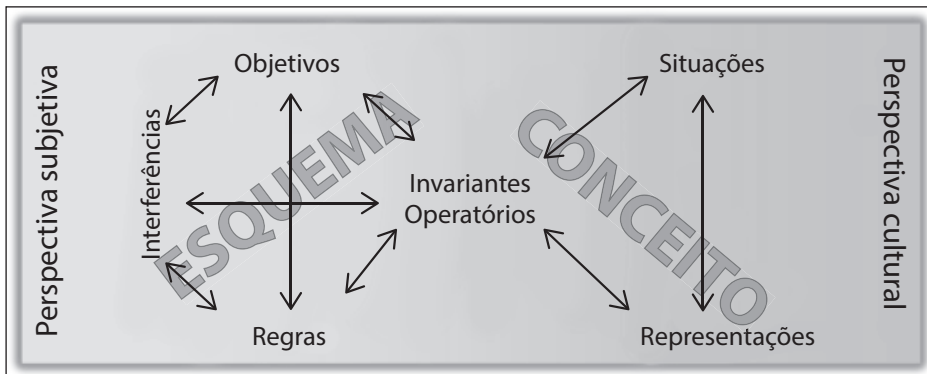 Perspectiva subjetiva
Objetivos
Situações
Interferências
ESQUEMA
CONCEITO
Invariantes
Operatórios
Regras
Representações
Perspectiva cultural